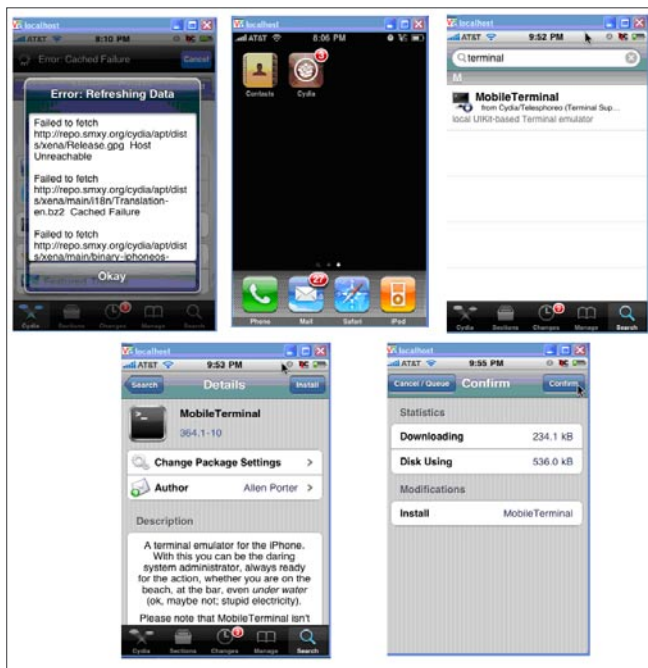 localhost
AT&T 8:10 PM
Error: Cached Failure Cancel
Error: Refreshing Data
Failed to fetch
http://repo.smxy.org/cydia/apt/dist
s/xena/Release.gpg Host
Unreachable
Failed to fetch
http://repo.smxy.org/cydia/apt/dist
s/xena/main/i18n/Translation-
en.bz2 Cached Failure
Failed to fetch
http://repo.smxy.org/cydia/apt/dist
s/xena/main/binary-iphoneos-
Okay
Cydia Sections Changes Manage Search
localhost
AT&T 8:06 PM
3
Contacts Cydia
27
Phone Mail Safari iPod
localhost
AT&T 9:52 PM
terminal
M
MobileTerminal
from Cydia/Telesphoreo (Terminal Sup...
local UIKit-based Terminal emulator
Cydia Sections Changes Manage Search
localhost
AT&T 9:53 PM
Search Details Install
MobileTerminal
364.1-10
Change Package Settings >
Author Allen Porter >
Description
A terminal emulator for the iPhone.
With this you can be the daring
system administrator, always ready
for the action, whether you are on the
beach, at the bar, even under water
(ok, maybe not; stupid electricity).
Please note that MobileTerminal isn't
3
Cydia Sections Changes Manage Search
localhost
AT&T 9:55 PM
Cancel / Queue Confirm Confirm
Statistics
Downloading 234.1 kB
Disk Using 536.0 kB
Modifications
Install MobileTerminal